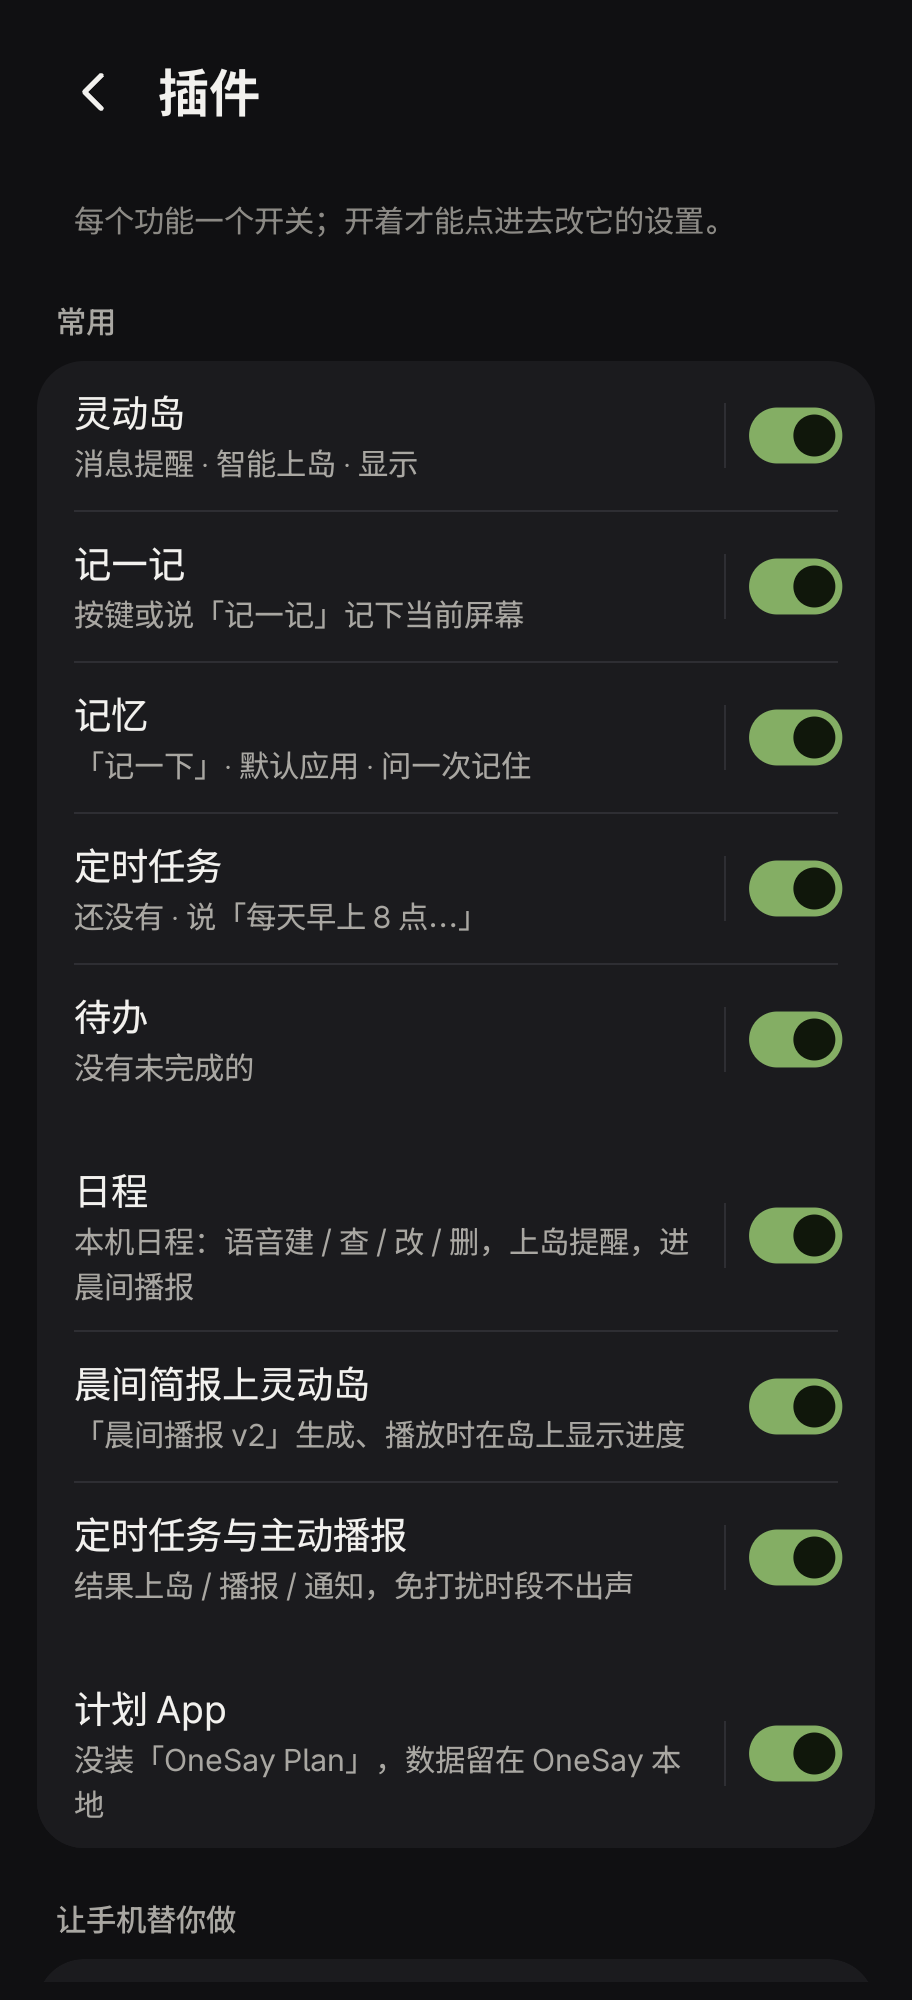 插件
每个功能一个开关；开着才能点进去改它的设置。
常用
灵动岛
消息提醒 · 智能上岛 · 显示
记一记
按键或说「记一记」记下当前屏幕
记忆
「记一下」· 默认应用 · 问一次记住
定时任务
还没有 · 说「每天早上 8 点…」
待办
没有未完成的
日程
本机日程：语音建 / 查 / 改 / 删，上岛提醒，进
晨间播报
晨间简报上灵动岛
「晨间播报 v2」生成、播放时在岛上显示进度
定时任务与主动播报
结果上岛 / 播报 / 通知，免打扰时段不出声
计划 App
没装「OneSay Plan」，数据留在 OneSay 本
地
让手机替你做